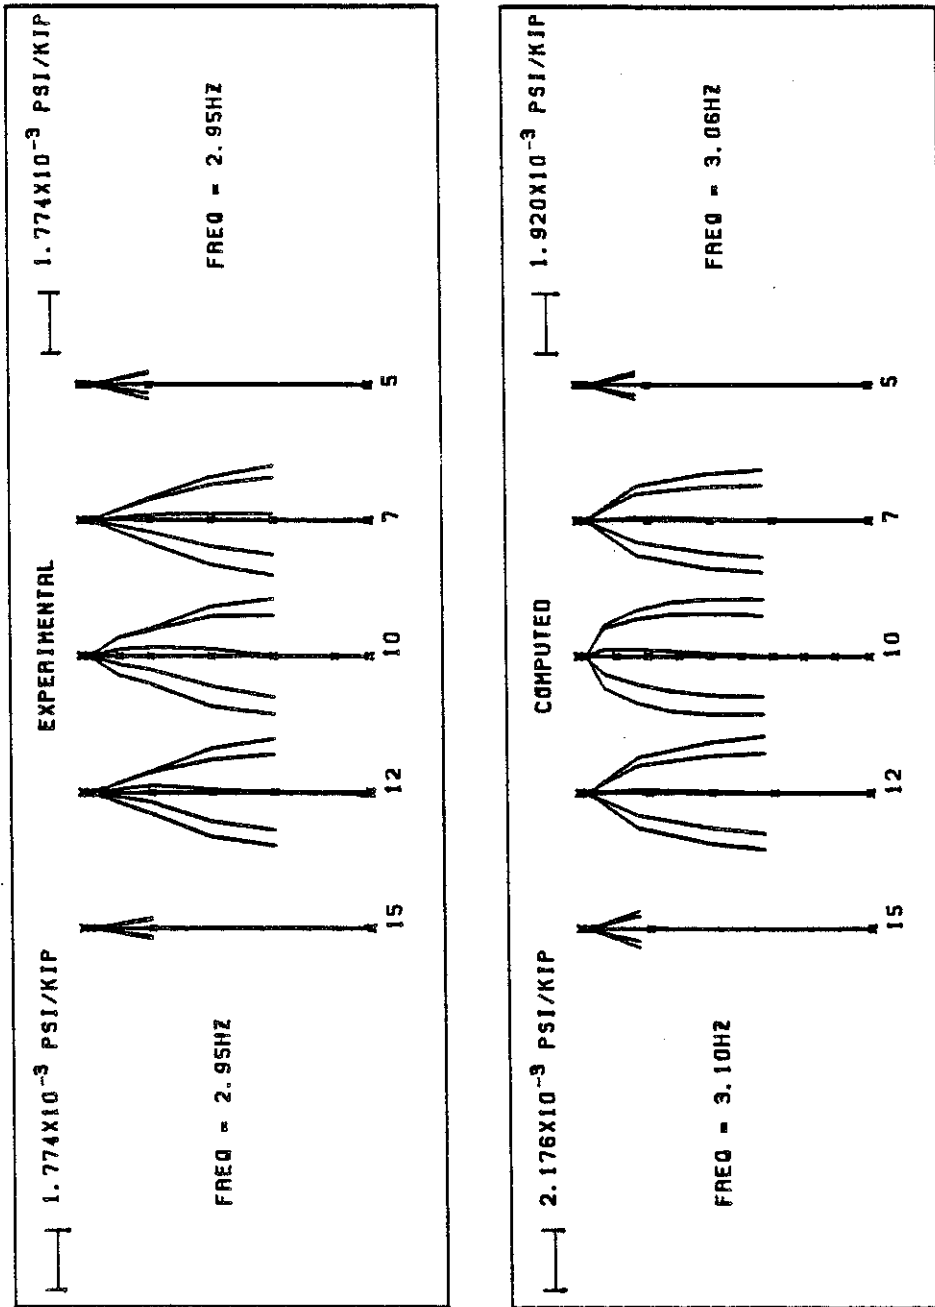 EXPERIMENTAL
1.774X10⁻³ PSI/KIP
1.774X10⁻³ PSI/KIP
FREQ = 2.95HZ
FREQ = 2.95HZ
15
12
10
7
5
COMPUTED
2.176X10⁻³ PSI/KIP
1.920X10⁻³ PSI/KIP
FREQ = 3.10HZ
FREQ = 3.06HZ
15
12
10
7
5